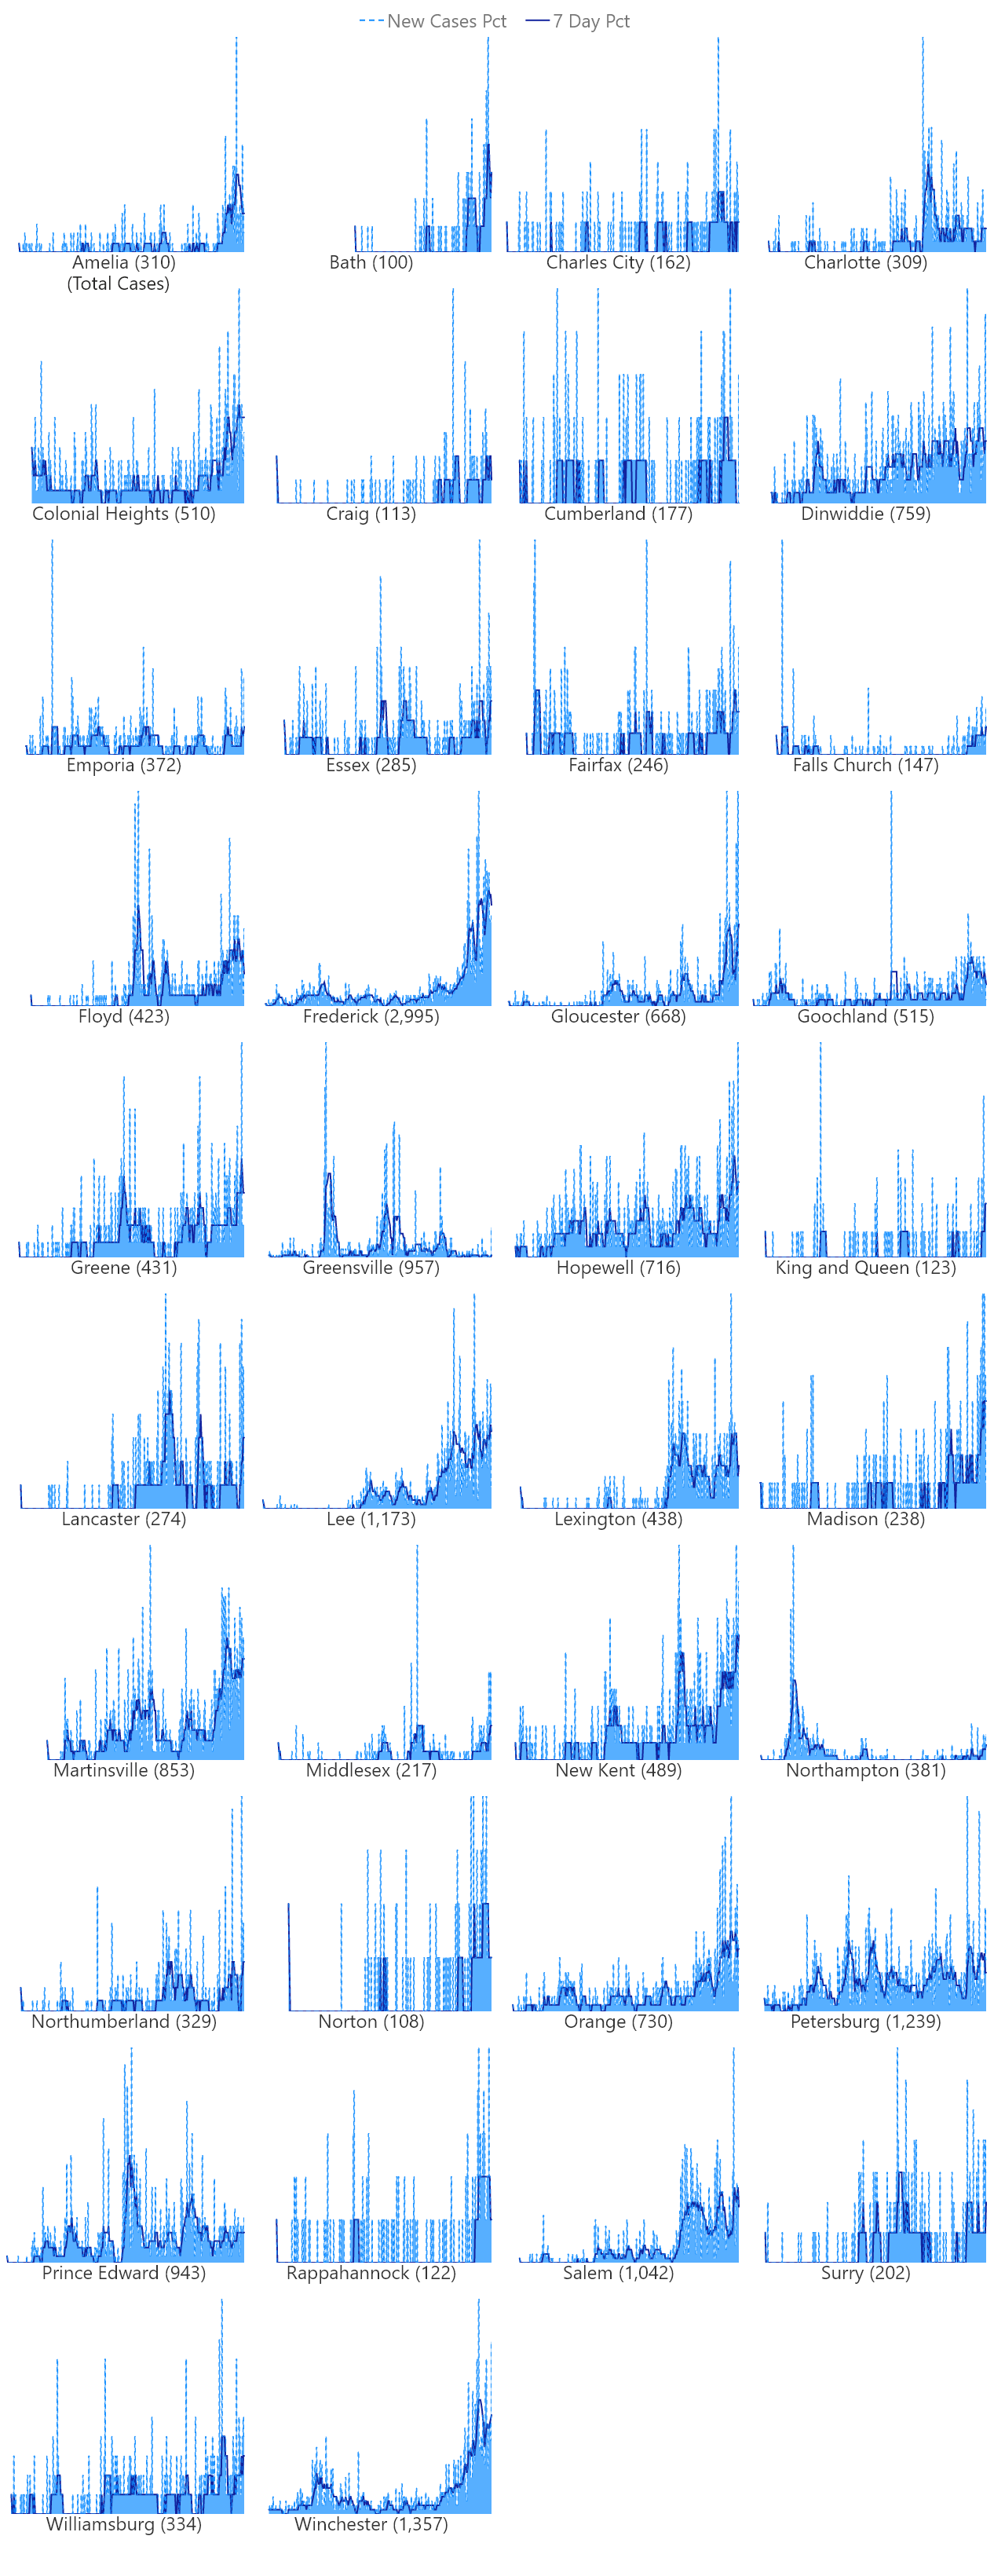 New Cases Pct 7 Day Pct
Amelia (310) Bath (100) Charles City (162) Charlotte (309)
(Total Cases)
Colonial Heights (510) Craig (113) Cumberland (177) Dinwiddie (759)
Emporia (372) Essex (285) Fairfax (246) Falls Church (147)
Floyd (423) Frederick (2,995) Gloucester (668) Goochland (515)
Greene (431) Greensville (957) Hopewell (716) King and Queen (123)
Lancaster (274) Lee (1,173) Lexington (438) Madison (238)
Martinsville (853) Middlesex (217) New Kent (489) Northampton (381)
Northumberland (329) Norton (108) Orange (730) Petersburg (1,239)
Prince Edward (943) Rappahannock (122) Salem (1,042) Surry (202)
Williamsburg (334) Winchester (1,357)